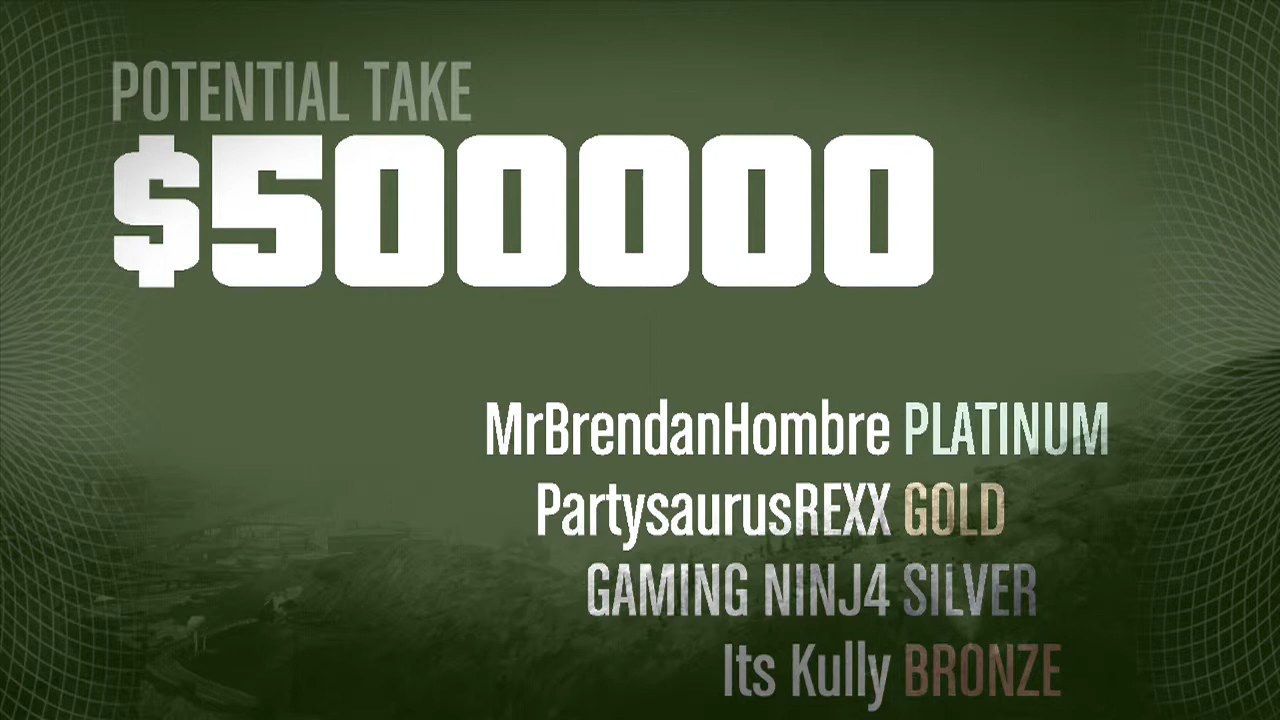 POTENTIAL TAKE
$500000
MrBrendanHombre PLATINUM
PartysaurusREXX GOLD
GAMING NINJ4 SILVER
Its Kully BRONZE